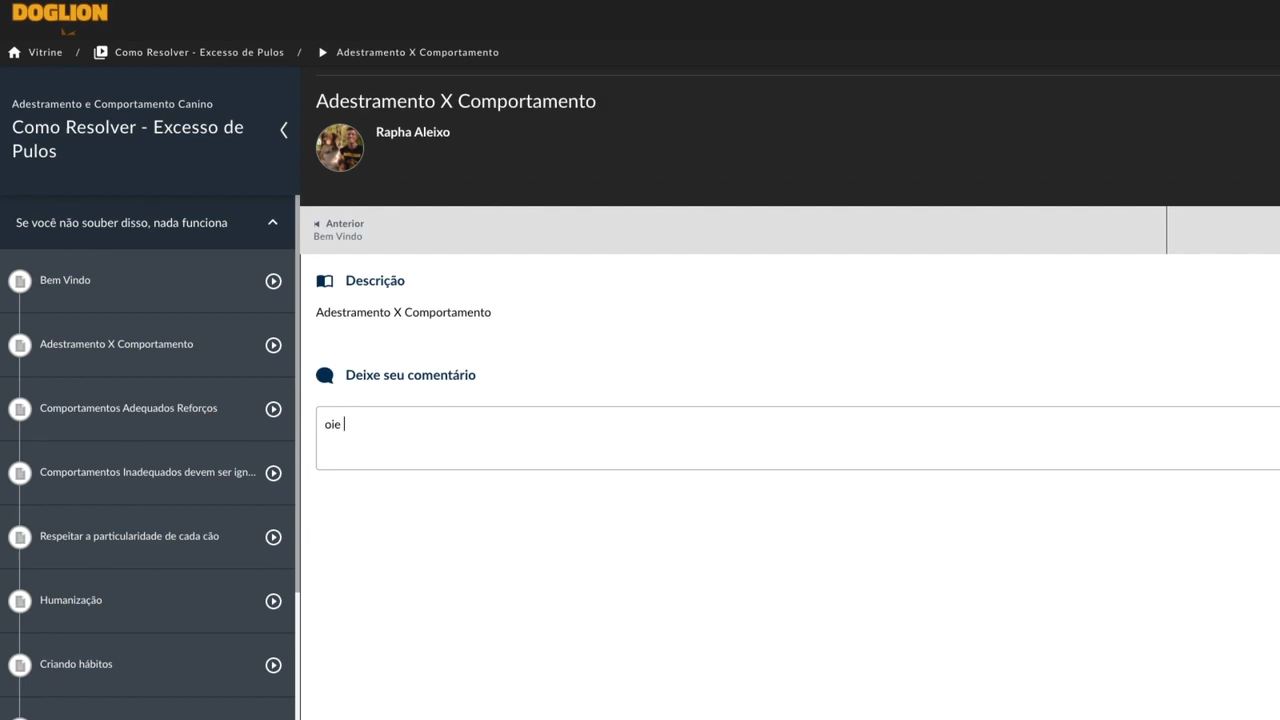 DOGLION
Vitrine / Como Resolver - Excesso de Pulos / Adestramento X Comportamento
Adestramento e Comportamento Canino
Como Resolver - Excesso de
Pulos
Se você não souber disso, nada funciona
Bem Vindo
Adestramento X Comportamento
Comportamentos Adequados Reforços
Comportamentos Inadequados devem ser ign...
Respeitar a particularidade de cada cão
Humanização
Criando hábitos
Adestramento X Comportamento
Rapha Aleixo
Anterior
Bem Vindo
Descrição
Adestramento X Comportamento
Deixe seu comentário
oie